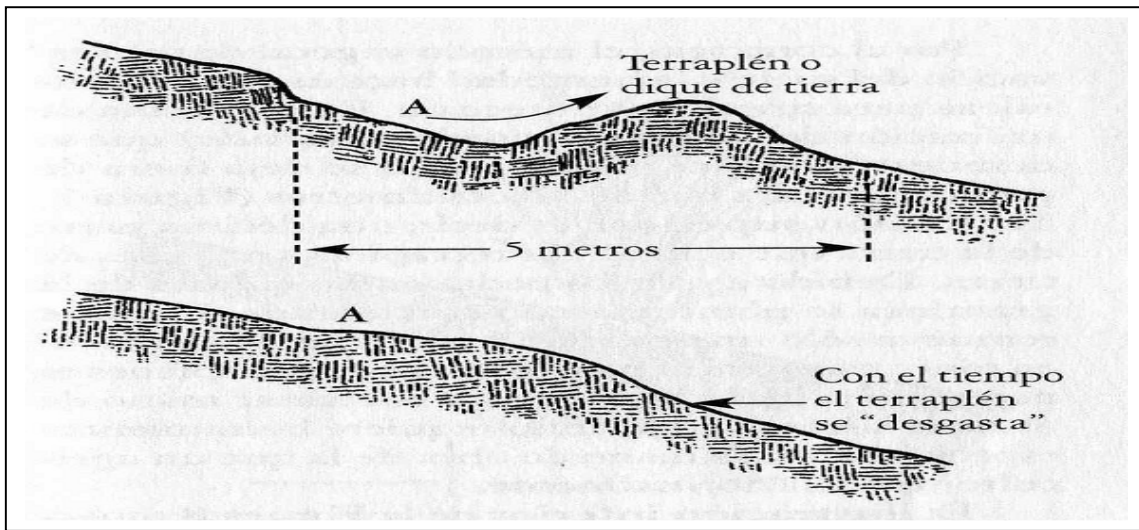 Terraplén o
dique de tierra
A
5 metros
A
Con el tiempo
el terraplén
se “desgasta”